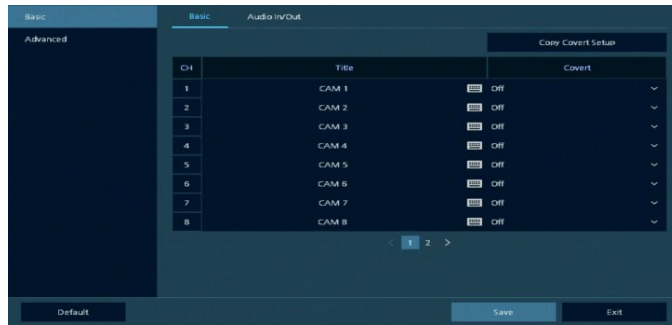 Basic
Advanced
Basic Audio In/Out
Copy Covert Setup
CH Title Covert
1 CAM 1 Off
2 CAM 2 Off
3 CAM 3 Off
4 CAM 4 Off
5 CAM 5 Off
6 CAM 6 Off
7 CAM 7 Off
8 CAM 8 Off
< 1 2 >
Default Save Exit